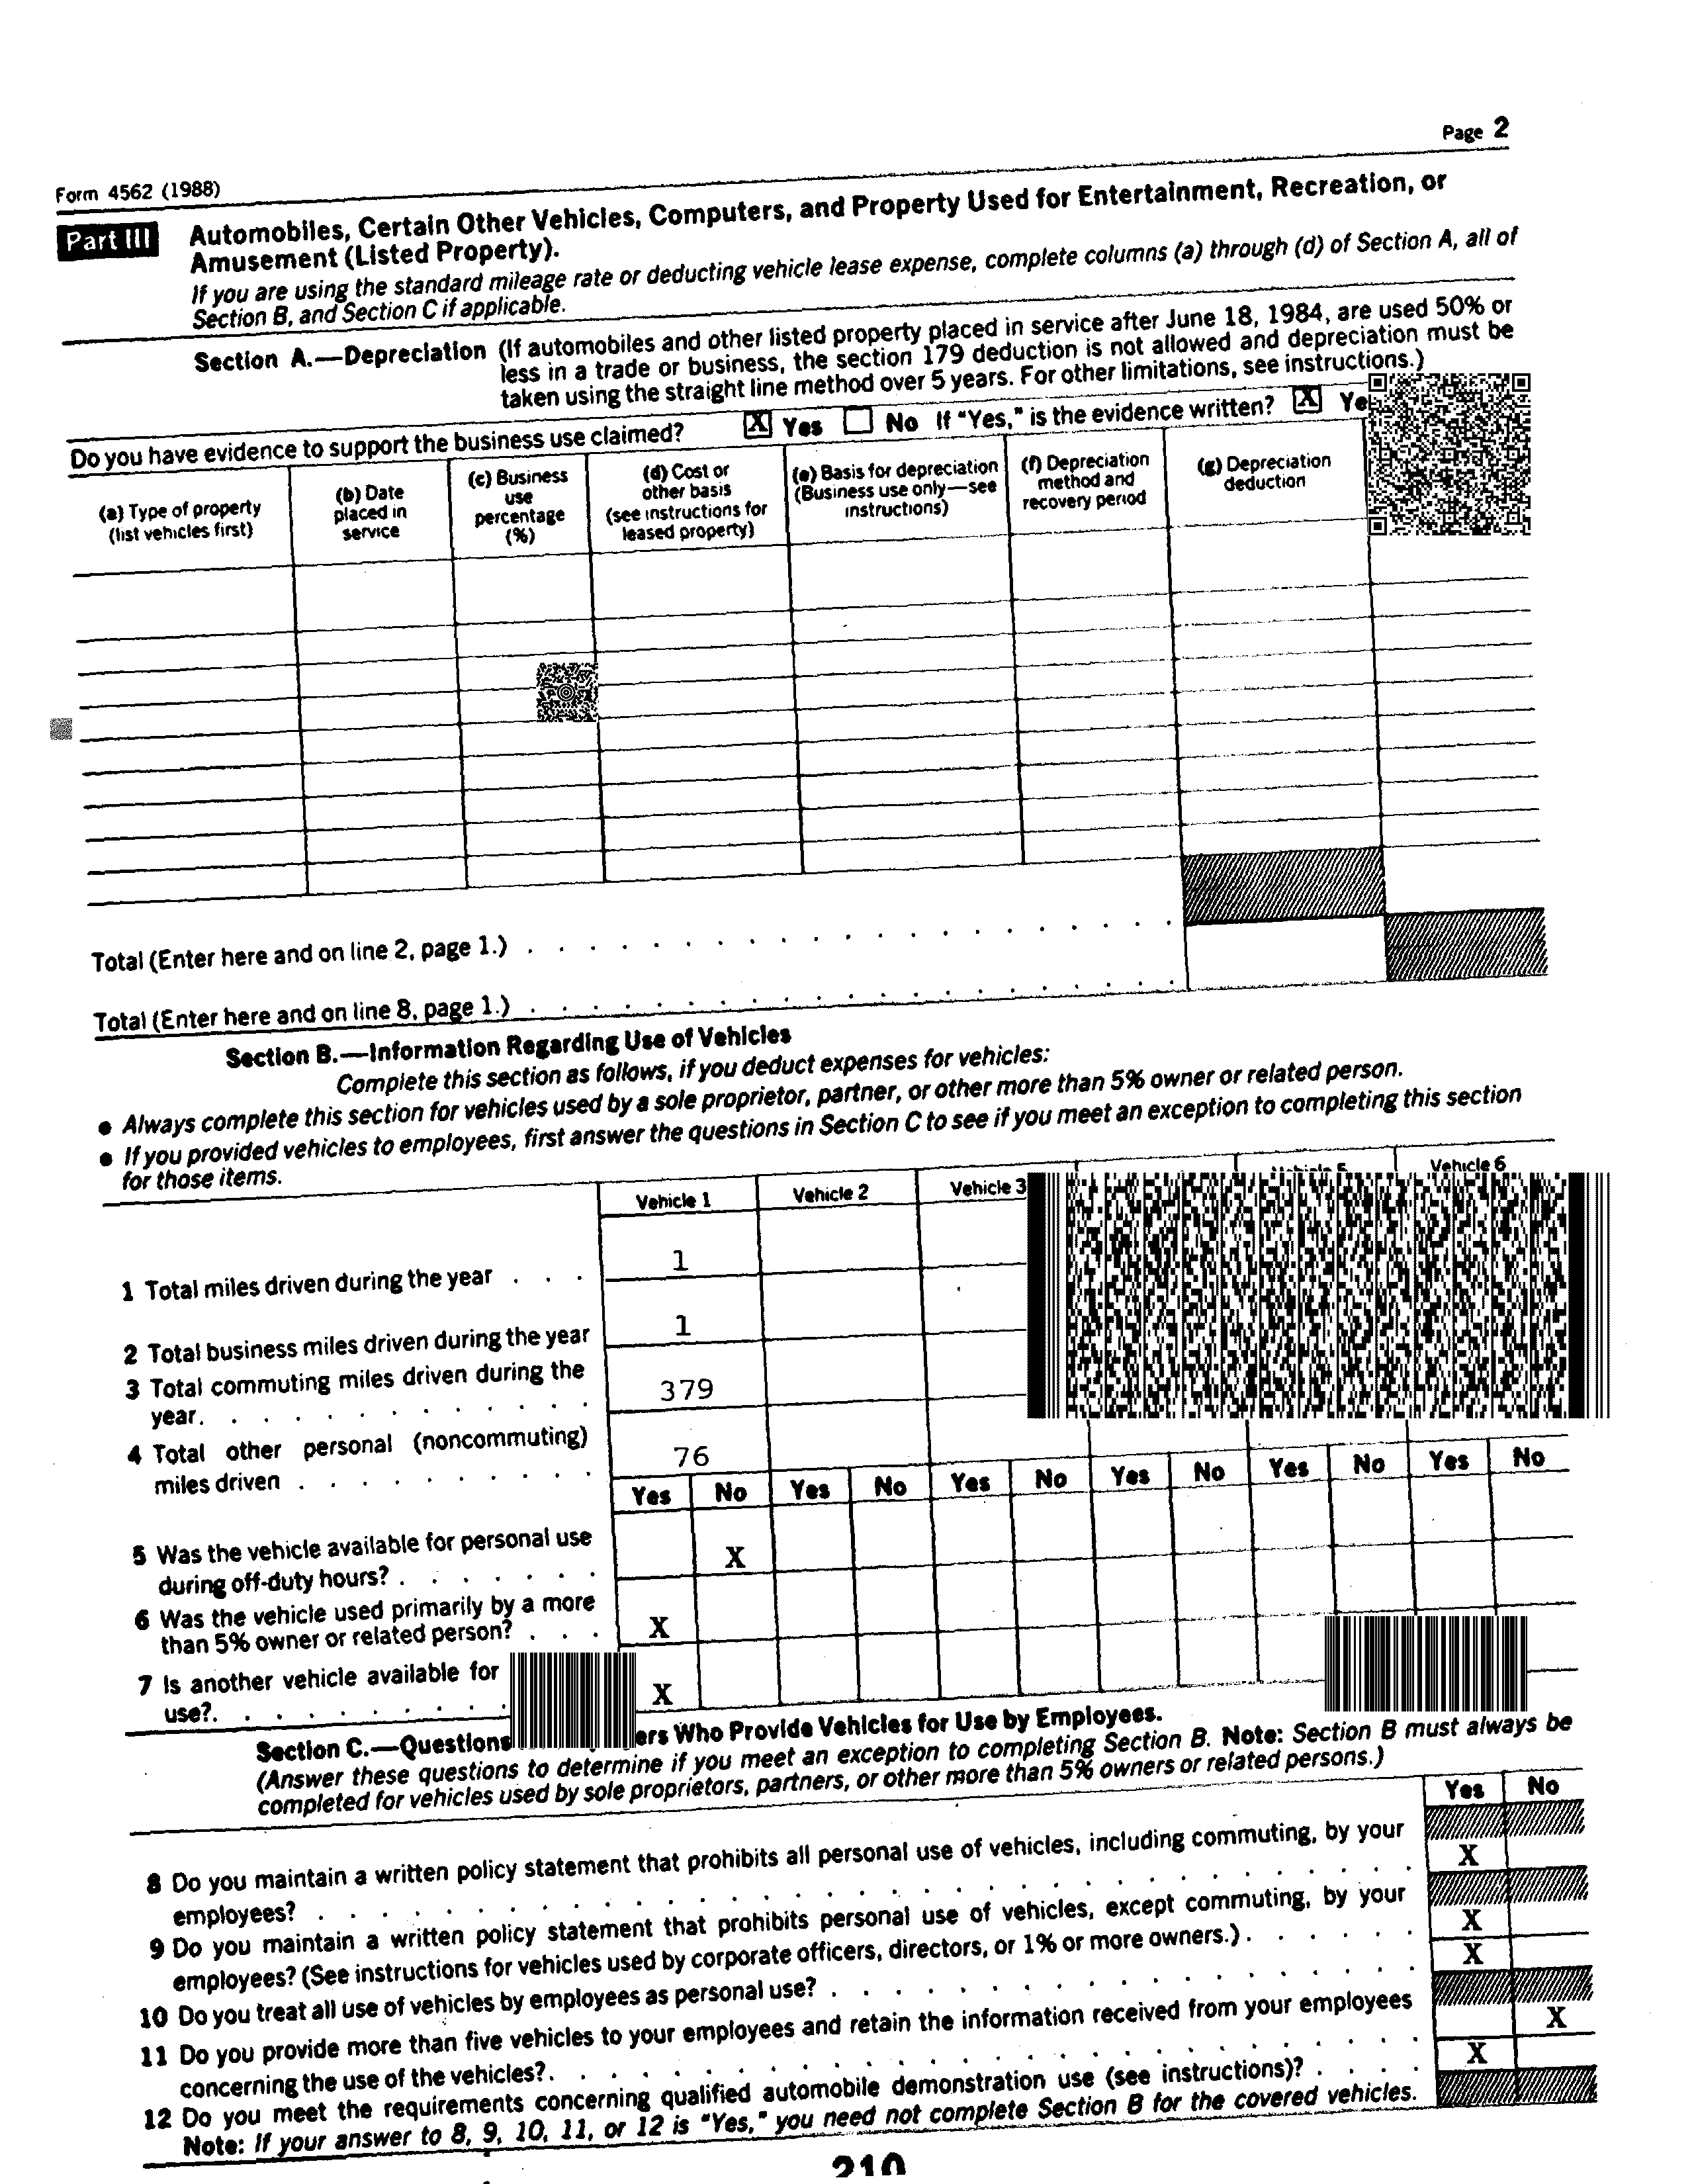 Page 2
Form 4562 (1988)
Part III
Automobiles, Certain Other Vehicles, Computers, and Property Used for Entertainment, Recreation, or
Amusement (Listed Property).
If you are using the standard mileage rate or deducting vehicle lease expense, complete columns (a) through (d) of Section A, all of
Section B, and Section C if applicable.
Section A.—Depreciation (If automobiles and other listed property placed in service after June 18, 1984, are used 50% or
less in a trade or business, the section 179 deduction is not allowed and depreciation must be
taken using the straight line method over 5 years. For other limitations, see instructions.)
Do you have evidence to support the business use claimed? X Yes No If "Yes," is the evidence written? X
(a) Type of property
(list vehicles first)
(b) Date
placed in
service
(c) Business
use
percentage
(%)
(d) Cost or
other basis
(see instructions for
leased property)
(e) Basis for depreciation
(Business use only—see
instructions)
(f) Depreciation
method and
recovery period
(g) Depreciation
deduction
Total (Enter here and on line 2, page 1.)
Total (Enter here and on line 8, page 1.)
Section B.—Information Regarding Use of Vehicles
Complete this section as follows, if you deduct expenses for vehicles:
● Always complete this section for vehicles used by a sole proprietor, partner, or other more than 5% owner or related person.
● If you provided vehicles to employees, first answer the questions in Section C to see if you meet an exception to completing this section
for those items.
Vehicle 1 Vehicle 2 Vehicle 3 Vehicle 6
1 Total miles driven during the year . . . 1
2 Total business miles driven during the year 1
3 Total commuting miles driven during the
year. 379
4 Total other personal (noncommuting)
miles driven 76
Yes No Yes No Yes No Yes No Yes No Yes No
5 Was the vehicle available for personal use
during off-duty hours? X
6 Was the vehicle used primarily by a more
than 5% owner or related person? . . . X
7 Is another vehicle available for
use? X
Section C.—Questions Who Provide Vehicles for Use by Employees.
(Answer these questions to determine if you meet an exception to completing Section B. Note: Section B must always be
completed for vehicles used by sole proprietors, partners, or other more than 5% owners or related persons.)
Yes No
8 Do you maintain a written policy statement that prohibits all personal use of vehicles, including commuting, by your
employees? X
9 Do you maintain a written policy statement that prohibits personal use of vehicles, except commuting, by your
employees? (See instructions for vehicles used by corporate officers, directors, or 1% or more owners.) X
10 Do you treat all use of vehicles by employees as personal use? X
11 Do you provide more than five vehicles to your employees and retain the information received from your employees
concerning the use of the vehicles? X
12 Do you meet the requirements concerning qualified automobile demonstration use (see instructions)? X
Note: If your answer to 8, 9, 10, 11, or 12 is "Yes," you need not complete Section B for the covered vehicles.
210